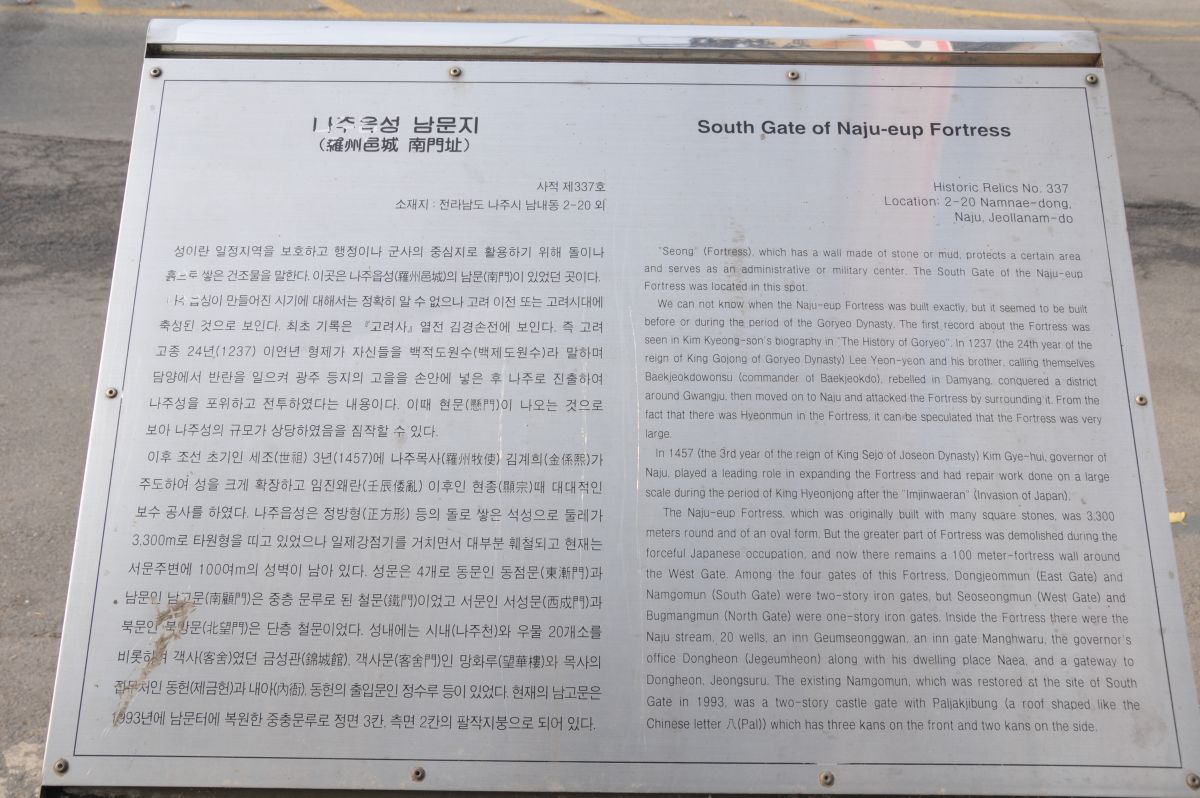 나주읍성 남문지
(羅州邑城 南門址)
사적 제337호
소재지 : 전라남도 나주시 남내동 2-20 외
성이란 일정지역을 보호하고 행정이나 군사의 중심지로 활용하기 위해 돌이나
흙으로 쌓은 건조물을 말한다. 이곳은 나주읍성(羅州邑城)의 남문(南門)이 있었던 곳이다.
읍성이 만들어진 시기에 대해서는 정확히 알 수 없으나 고려 이전 또는 고려시대에
축성된 것으로 보인다. 최초 기록은 『고려사』 열전 김경손전에 보인다. 즉 고려
고종 24년(1237) 이연년 형제가 자신들을 백적도원수(백제도원수)라 말하며
담양에서 반란을 일으켜 광주 등지의 고을을 손안에 넣은 후 나주로 진출하여
나주성을 포위하고 전투하였다는 내용이다. 이때 현문(懸門)이 나오는 것으로
보아 나주성의 규모가 상당하였음을 짐작할 수 있다.
이후 조선 초기인 세조(世祖) 3년(1457)에 나주목사(羅州牧使) 김계희(金係熙)가
주도하여 성을 크게 확장하고 임진왜란(壬辰倭亂) 이후인 현종(顯宗)때 대대적인
보수 공사를 하였다. 나주읍성은 정방형(正方形) 등의 돌로 쌓은 석성으로 둘레가
3,300m로 타원형을 띠고 있었으나 일제강점기를 거치면서 대부분 훼철되고 현재는
서문주변에 100여m의 성벽이 남아 있다. 성문은 4개로 동문인 동점문(東漸門)과
남문인 남고문(南顧門)은 중층 문루로 된 철문(鐵門)이었고 서문인 서성문(西成門)과
북문인 북망문(北望門)은 단층 철문이었다. 성내에는 시내(나주천)와 우물 20개소를
비롯하여 객사(客舍)였던 금성관(錦城館), 객사문(客舍門)인 망화루(望華樓)와 목사의
접무처인 동헌(제금헌)과 내아(內衙), 동헌의 출입문인 정수루 등이 있었다. 현재의 남고문은
1993년에 남문터에 복원한 중층문루로 정면 3칸, 측면 2칸의 팔작지붕으로 되어 있다.
South Gate of Naju-eup Fortress
Historic Relics No. 337
Location: 2-20 Namnae-dong,
Naju, Jeollanam-do
"Seong" (Fortress), which has a wall made of stone or mud, protects a certain area
and serves as an administrative or military center. The South Gate of the Naju-eup
Fortress was located in this spot.
We can not know when the Naju-eup Fortress was built exactly, but it seemed to be built
before or during the period of the Goryeo Dynasty. The first record about the Fortress was
seen in Kim Kyeong-son's biography in "The History of Goryeo". In 1237 (the 24th year of the
reign of King Gojong of Goryeo Dynasty) Lee Yeon-yeon and his brother, calling themselves
Baekjeokdowonsu (commander of Baekjeokdo), rebelled in Damyang, conquered a district
around Gwangju, then moved on to Naju and attacked the Fortress by surrounding it. From the
fact that there was Hyeonmun in the Fortress, it can be speculated that the Fortress was very
large.
In 1457 (the 3rd year of the reign of King Sejo of Joseon Dynasty) Kim Gye-hui, governor of
Naju, played a leading role in expanding the Fortress and had repair work done on a large
scale during the period of King Hyeonjong after the "Imjinwaeran" (Invasion of Japan).
The Naju-eup Fortress, which was originally built with many square stones, was 3,300
meters round and of an oval form. But the greater part of Fortress was demolished during the
forceful Japanese occupation, and now there remains a 100 meter-fortress wall around
the West Gate. Among the four gates of this Fortress, Dongjeommun (East Gate) and
Namgomun (South Gate) were two-story iron gates, but Seoseongmun (West Gate) and
Bugmangmun (North Gate) were one-story iron gates. Inside the Fortress there were the
Naju stream, 20 wells, an inn Geumseonggwan, an inn gate Manghwaru, the governor's
office Dongheon (Jegeumheon) along with his dwelling place Naea, and a gateway to
Dongheon, Jeongsuru. The existing Namgomun, which was restored at the site of South
Gate in 1993, was a two-story castle gate with Paljakjibung (a roof shaped like the
Chinese letter 八(Pal)) which has three kans on the front and two kans on the side.